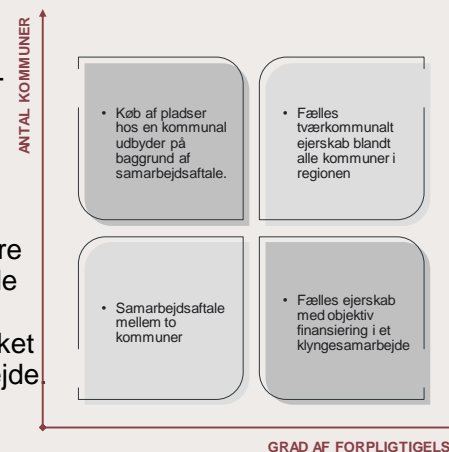 ANTAL KOMMUNER
• Køb af pladser
hos en kommunal
udbyder på
baggrund af
samarbejdsaftale.
• Fælles
tværkommunalt
ejerskab blandt
alle kommuner i
regionen
• Samarbejdsaftale
mellem to
kommuner
• Fælles ejerskab
med objektiv
finansiering i et
klyngesamarbejde
GRAD AF FORPLIGTIGELS